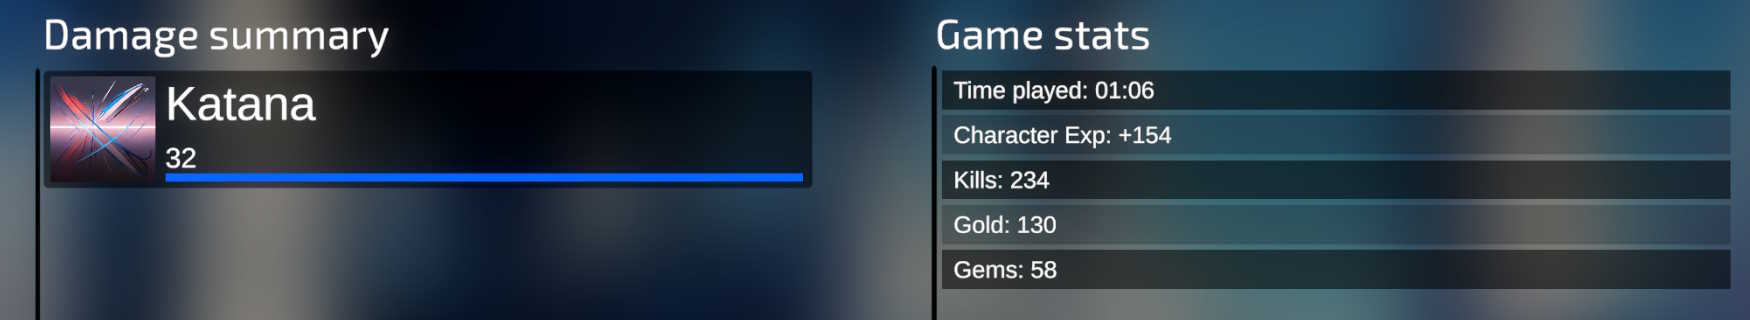 Damage summary
Katana
32
Game stats
Time played: 01:06
Character Exp: +154
Kills: 234
Gold: 130
Gems: 58